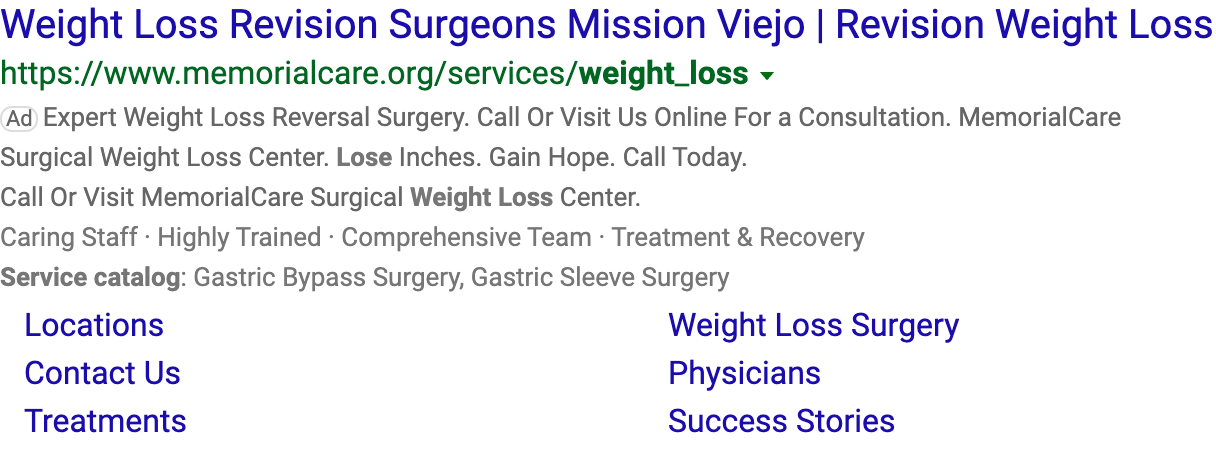 Weight Loss Revision Surgeons Mission Viejo | Revision Weight Loss
https://www.memorialcare.org/services/weight_loss
Ad Expert Weight Loss Reversal Surgery. Call Or Visit Us Online For a Consultation. MemorialCare
Surgical Weight Loss Center. Lose Inches. Gain Hope. Call Today.
Call Or Visit MemorialCare Surgical Weight Loss Center.
Caring Staff · Highly Trained · Comprehensive Team · Treatment & Recovery
Service catalog: Gastric Bypass Surgery, Gastric Sleeve Surgery
Locations
Weight Loss Surgery
Contact Us
Physicians
Treatments
Success Stories